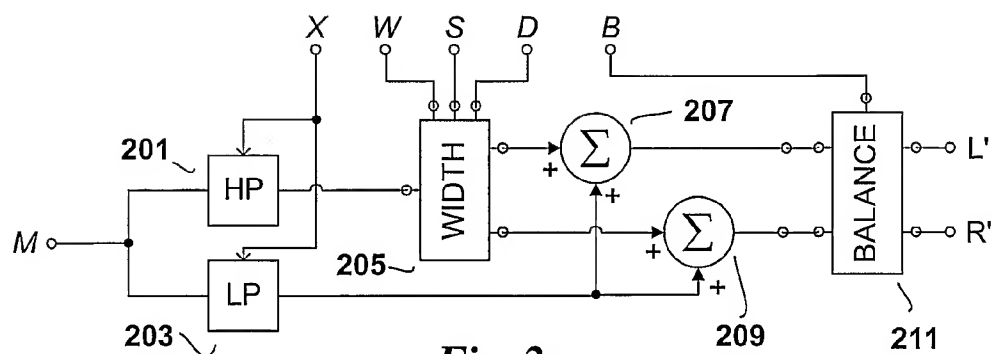 X W S D B
201 207
HP WIDTH Σ BALANCE L'
M Σ R'
LP 205
203 209 211
+ + + +